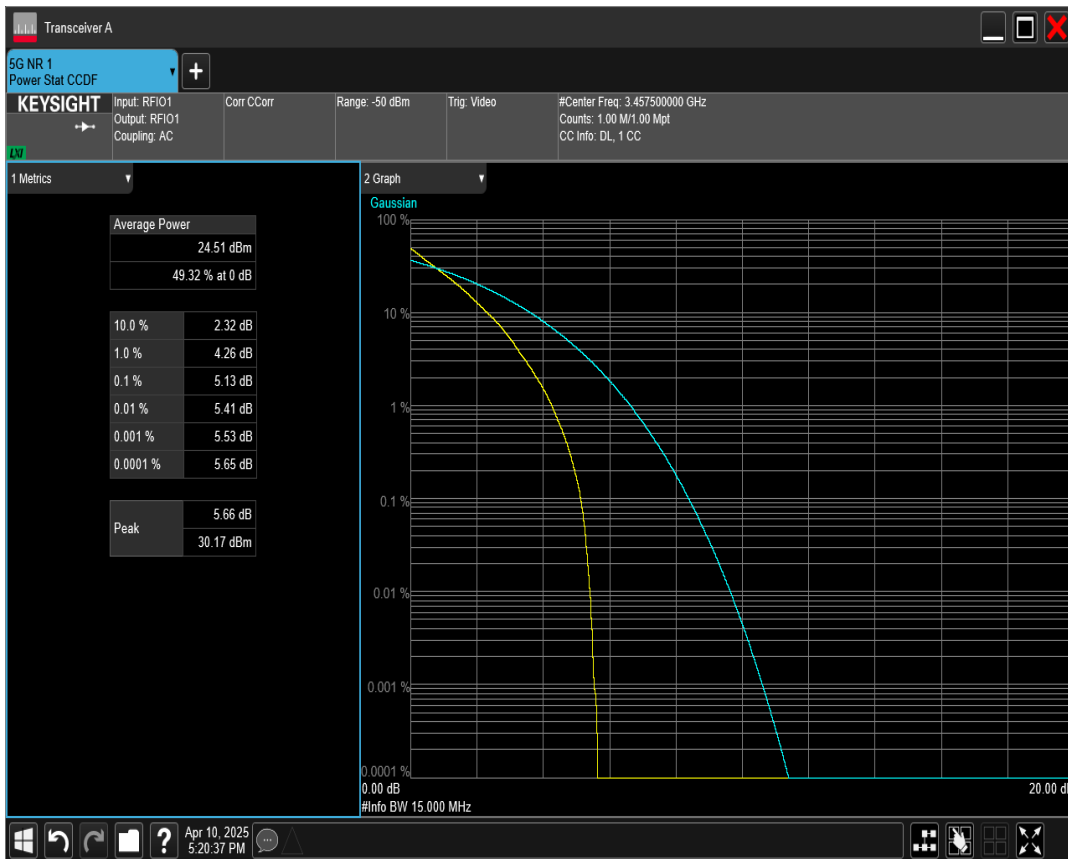 Transceiver A
5G NR 1
Power Stat CCDF
KEYSIGHT
LXI
Input: RFIO1
Output: RFIO1
Coupling: AC
Corr CCorr
Range: -50 dBm
Trig: Video
#Center Freq: 3.457500000 GHz
Counts: 1.00 M/1.00 Mpt
CC Info: DL, 1 CC
1 Metrics
Average Power
24.51 dBm
49.32 % at 0 dB
10.0 % 2.32 dB
1.0 % 4.26 dB
0.1 % 5.13 dB
0.01 % 5.41 dB
0.001 % 5.53 dB
0.0001 % 5.65 dB
Peak
5.66 dB
30.17 dBm
2 Graph
Gaussian
100 %
10 %
1 %
0.1 %
0.01 %
0.001 %
0.0001 %
0.00 dB
20.00 d
#Info BW 15.000 MHz
?
Apr 10, 2025
5:20:37 PM